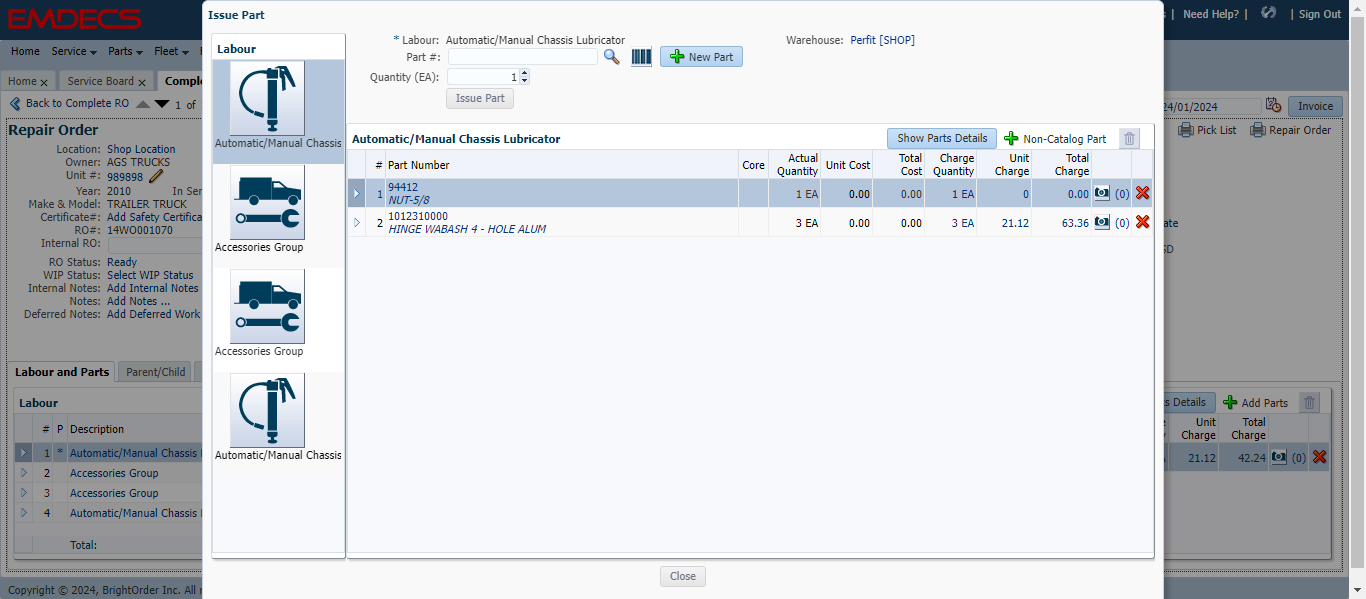 Issue Part
EMDECS
| Need Help? | | Sign Out
Home Service Parts Fleet
Home x Service Board x Comple
Back to Complete RO 1 of
24/01/2024 Invoice
Pick List Repair Order
Repair Order
Location: Shop Location
Owner: AGS TRUCKS
Unit #: 989898
Year: 2010 In Ser
Make & Model: TRAILER TRUCK
Certificate#: Add Safety Certifica
RO#: 14WO001070
Internal RO:
RO Status: Ready
WIP Status: Select WIP Status
Internal Notes: Add Internal Notes
Notes: Add Notes ...
Deferred Notes: Add Deferred Work
Labour and Parts Parent/Child
Labour
# P Description
1 * Automatic/Manual Chassis
2 Accessories Group
3 Accessories Group
4 Automatic/Manual Chassis
Total:
Copyright © 2024, BrightOrder Inc. All
Labour
Automatic/Manual Chassis
Accessories Group
Accessories Group
Automatic/Manual Chassis
* Labour: Automatic/Manual Chassis Lubricator
Warehouse: Perfit [SHOP]
Part #: New Part
Quantity (EA): 1
Issue Part
Automatic/Manual Chassis Lubricator
Show Parts Details Non-Catalog Part
# Part Number Core Actual Quantity Unit Cost Total Cost Charge Quantity Unit Charge Total Charge
1 94412 1 EA 0.00 0.00 1 EA 0 0.00 (0)
NUT-5/8
2 1012310000 3 EA 0.00 0.00 3 EA 21.12 63.36 (0)
HINGE WABASH 4 - HOLE ALUM
Close
ate
SD
s Details Add Parts
Unit Charge Total Charge
21.12 42.24 (0)